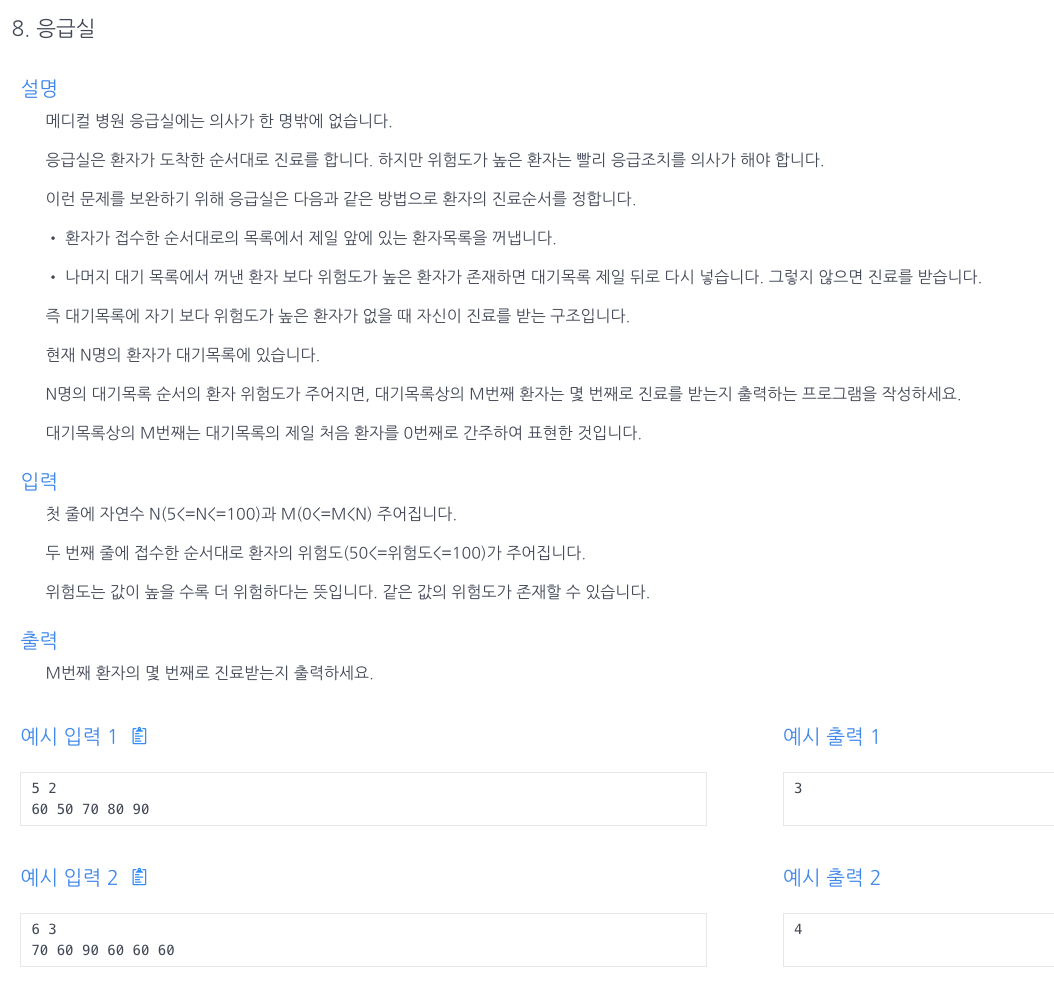 8. 응급실
설명
메디컬 병원 응급실에는 의사가 한 명밖에 없습니다.
응급실은 환자가 도착한 순서대로 진료를 합니다. 하지만 위험도가 높은 환자는 빨리 응급조치를 의사가 해야 합니다.
이런 문제를 보완하기 위해 응급실은 다음과 같은 방법으로 환자의 진료순서를 정합니다.
• 환자가 접수한 순서대로의 목록에서 제일 앞에 있는 환자목록을 꺼냅니다.
• 나머지 대기 목록에서 꺼낸 환자 보다 위험도가 높은 환자가 존재하면 대기목록 제일 뒤로 다시 넣습니다. 그렇지 않으면 진료를 받습니다.
즉 대기목록에 자기 보다 위험도가 높은 환자가 없을 때 자신이 진료를 받는 구조입니다.
현재 N명의 환자가 대기목록에 있습니다.
N명의 대기목록 순서의 환자 위험도가 주어지면, 대기목록상의 M번째 환자는 몇 번째로 진료를 받는지 출력하는 프로그램을 작성하세요.
대기목록상의 M번째는 대기목록의 제일 처음 환자를 0번째로 간주하여 표현한 것입니다.
입력
첫 줄에 자연수 N(5<=N<=100)과 M(0<=M<N) 주어집니다.
두 번째 줄에 접수한 순서대로 환자의 위험도(50<=위험도<=100)가 주어집니다.
위험도는 값이 높을 수록 더 위험하다는 뜻입니다. 같은 값의 위험도가 존재할 수 있습니다.
출력
M번째 환자의 몇 번째로 진료받는지 출력하세요.
예시 입력 1
5 2
60 50 70 80 90
예시 출력 1
3
예시 입력 2
6 3
70 60 90 60 60 60
예시 출력 2
4